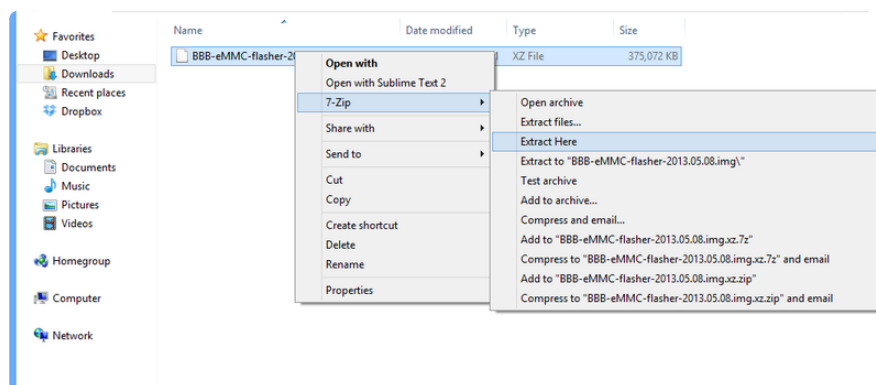 Name Date modified Type Size
Favorites
Desktop
Downloads
Recent places
Dropbox
Libraries
Documents
Music
Pictures
Videos
Homegroup
Computer
Network
BBB-eMMC-flasher-20 XZ File 375,072 KB
Open with
Open with Sublime Text 2
7-Zip
Share with
Send to
Cut
Copy
Create shortcut
Delete
Rename
Properties
Open archive
Extract files...
Extract Here
Extract to "BBB-eMMC-flasher-2013.05.08.img\"
Test archive
Add to archive...
Compress and email...
Add to "BBB-eMMC-flasher-2013.05.08.img.xz.7z"
Compress to "BBB-eMMC-flasher-2013.05.08.img.xz.7z" and email
Add to "BBB-eMMC-flasher-2013.05.08.img.xz.zip"
Compress to "BBB-eMMC-flasher-2013.05.08.img.xz.zip" and email